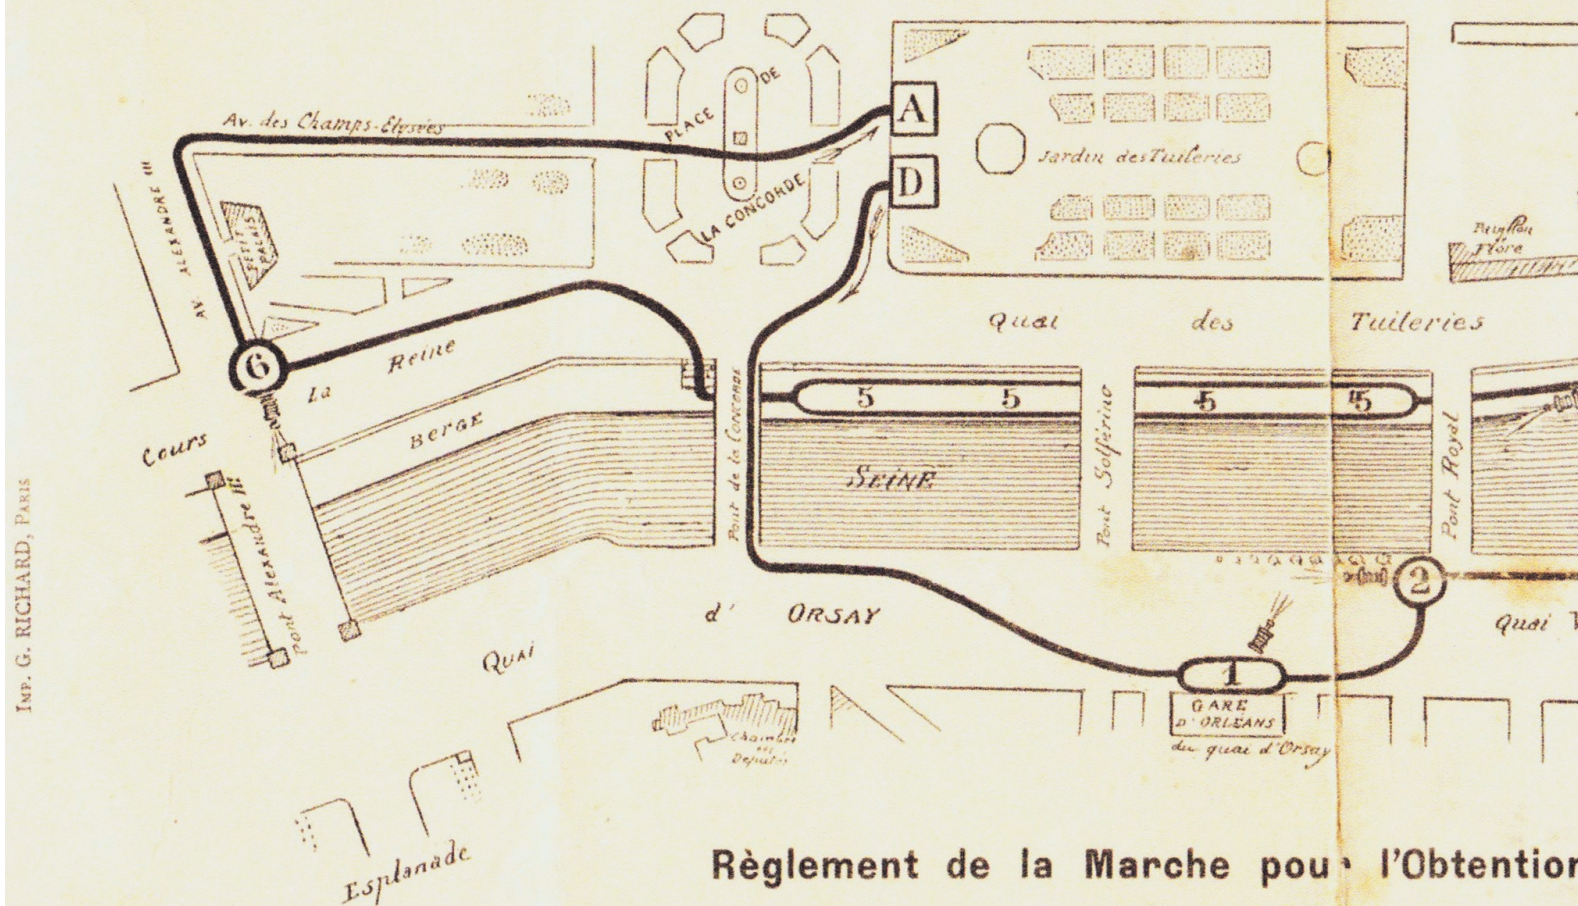 DE
PLACE
LA CONCORDE
A
D
Av. des Champs-Elysées
Jardin des Tuileries
AV. ALEXANDRE III
PETIT
PALAIS
Pavillon
Flore
Quai des Tuileries
6
La Reine
Cours
BERGE
5 5 5 5
SEINE
Pont de la CONCORDE
Pont Solférino
Pont Royal
Pont Alexandre III
2
d' ORSAY
Quai V
QUAI
1
GARE
D'ORLÉANS
du quai d'Orsay
Chambre
des
Députés
Esplanade
IMP. G. RICHARD, PARIS
Règlement de la Marche pour l'Obtention